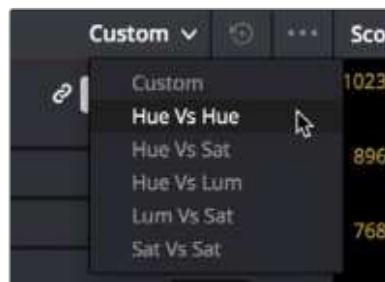 Custom
Sco
Custom
1023
Hue Vs Hue
Hue Vs Sat
896
Hue Vs Lum
Lum Vs Sat
768
Sat Vs Sat